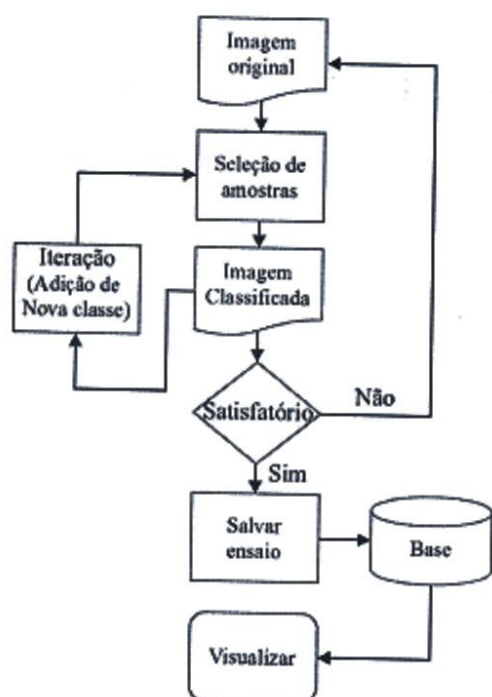 Imagem
original
Seleção de
amostras
Iteração
(Adição de
Nova classe)
Imagem
Classificada
Satisfatório
Não
Sim
Salvar
ensaio
Base
Visualizar